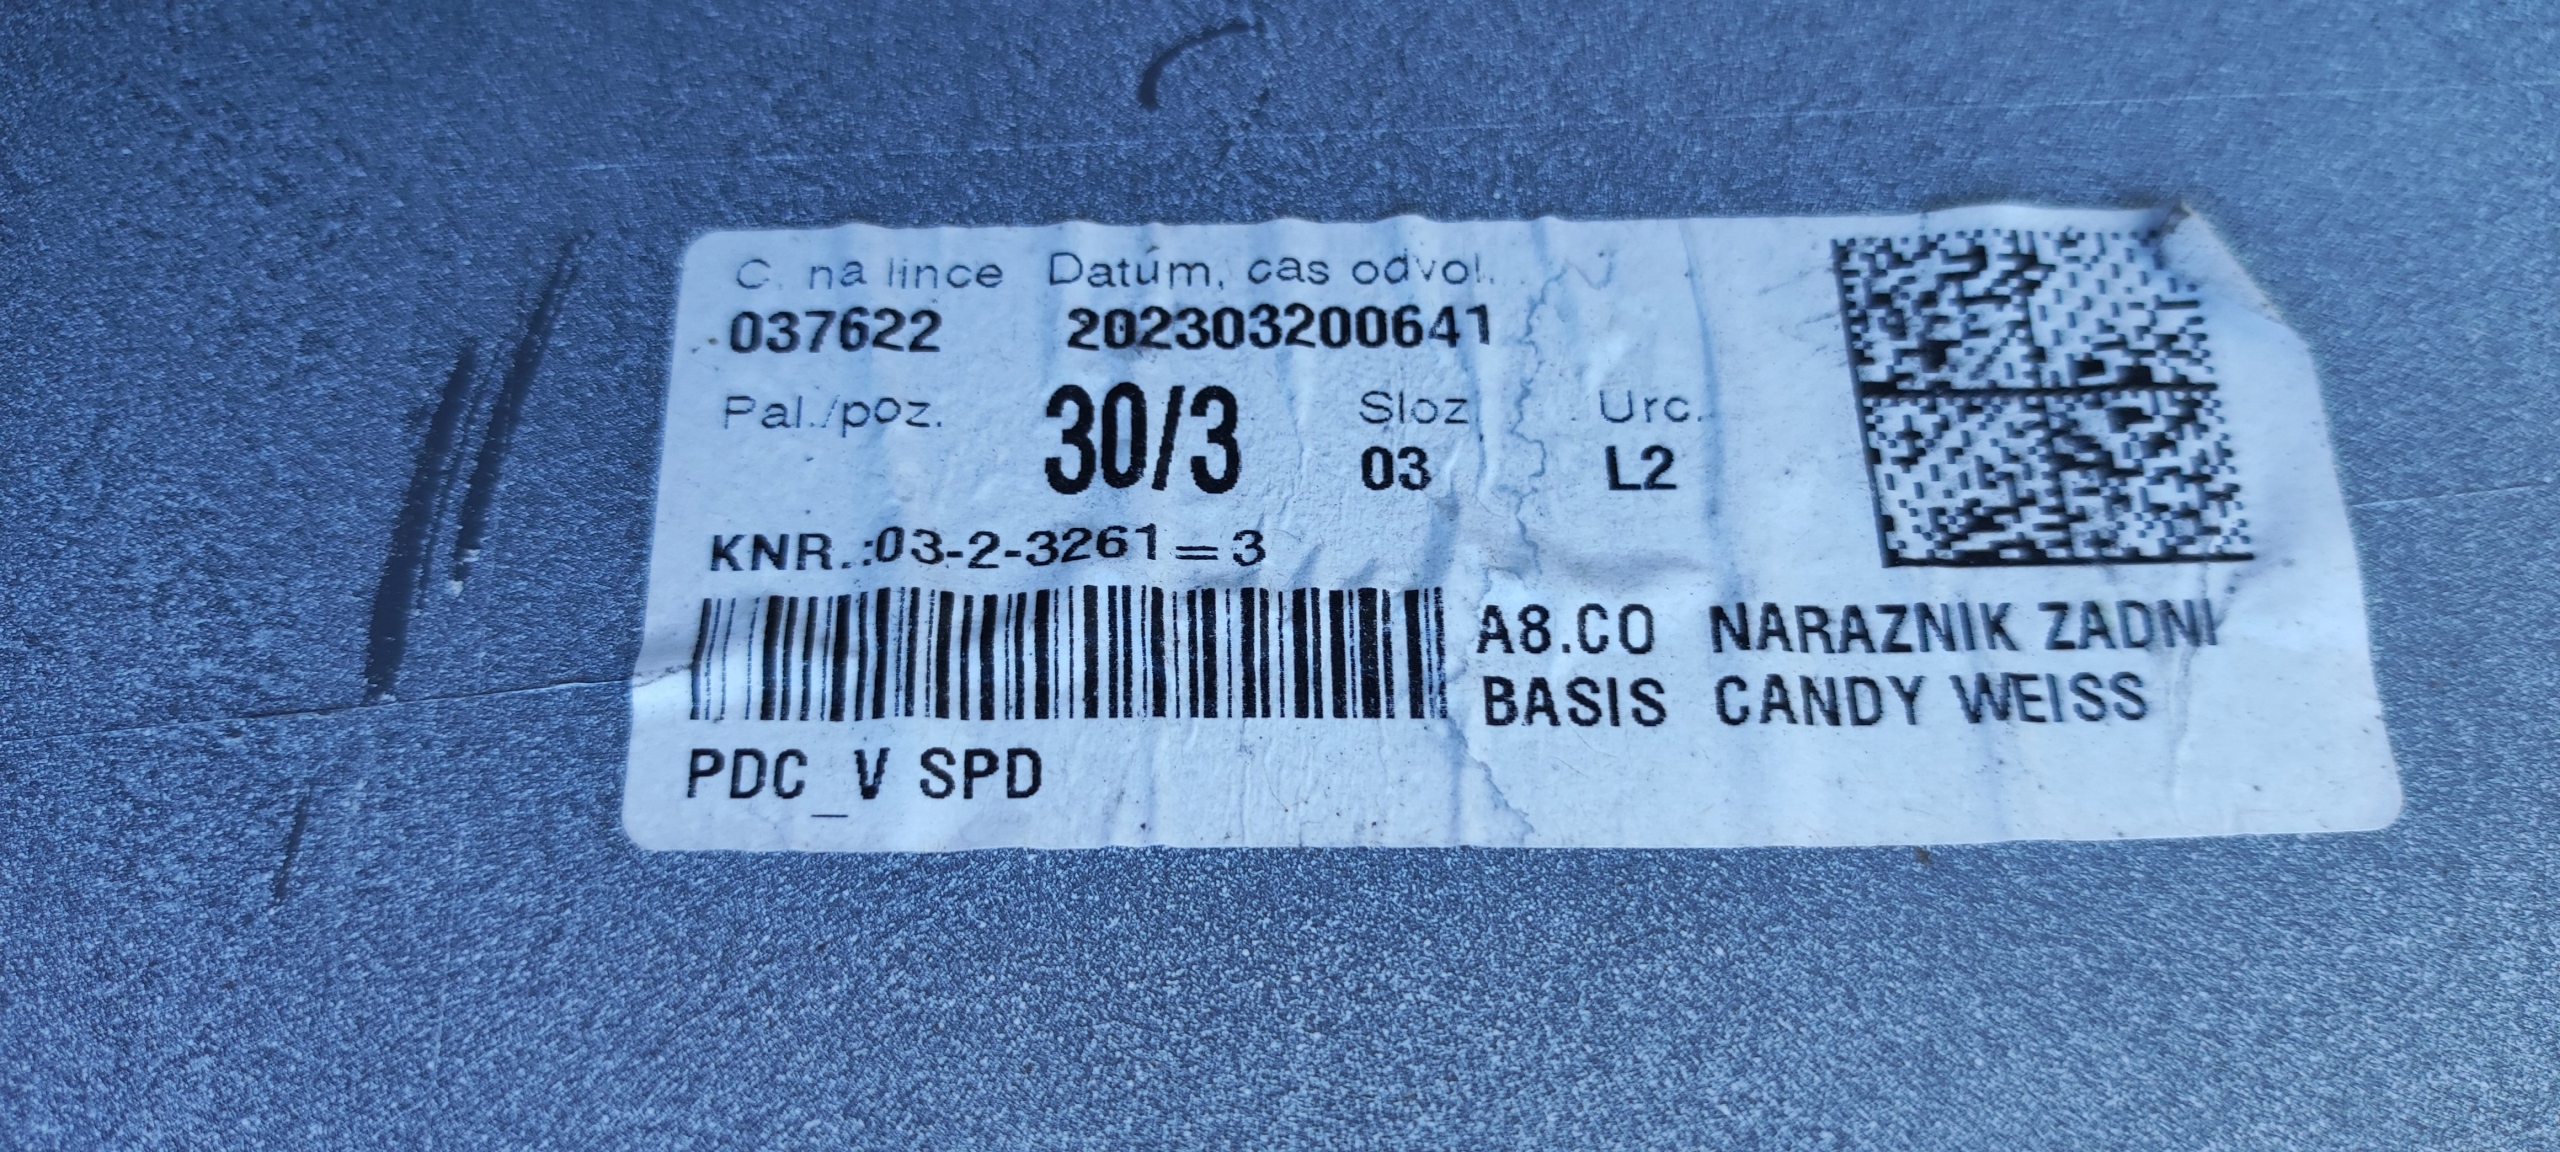 C. na lince Datum, cas odvol.
037622 202303200641
Pal./poz. 30/3 Sloz Urc.
03 L2
KNR.:03-2-3261=3
A8.CO NARAZNIK ZADNI
BASIS CANDY WEISS
PDC_V SPD